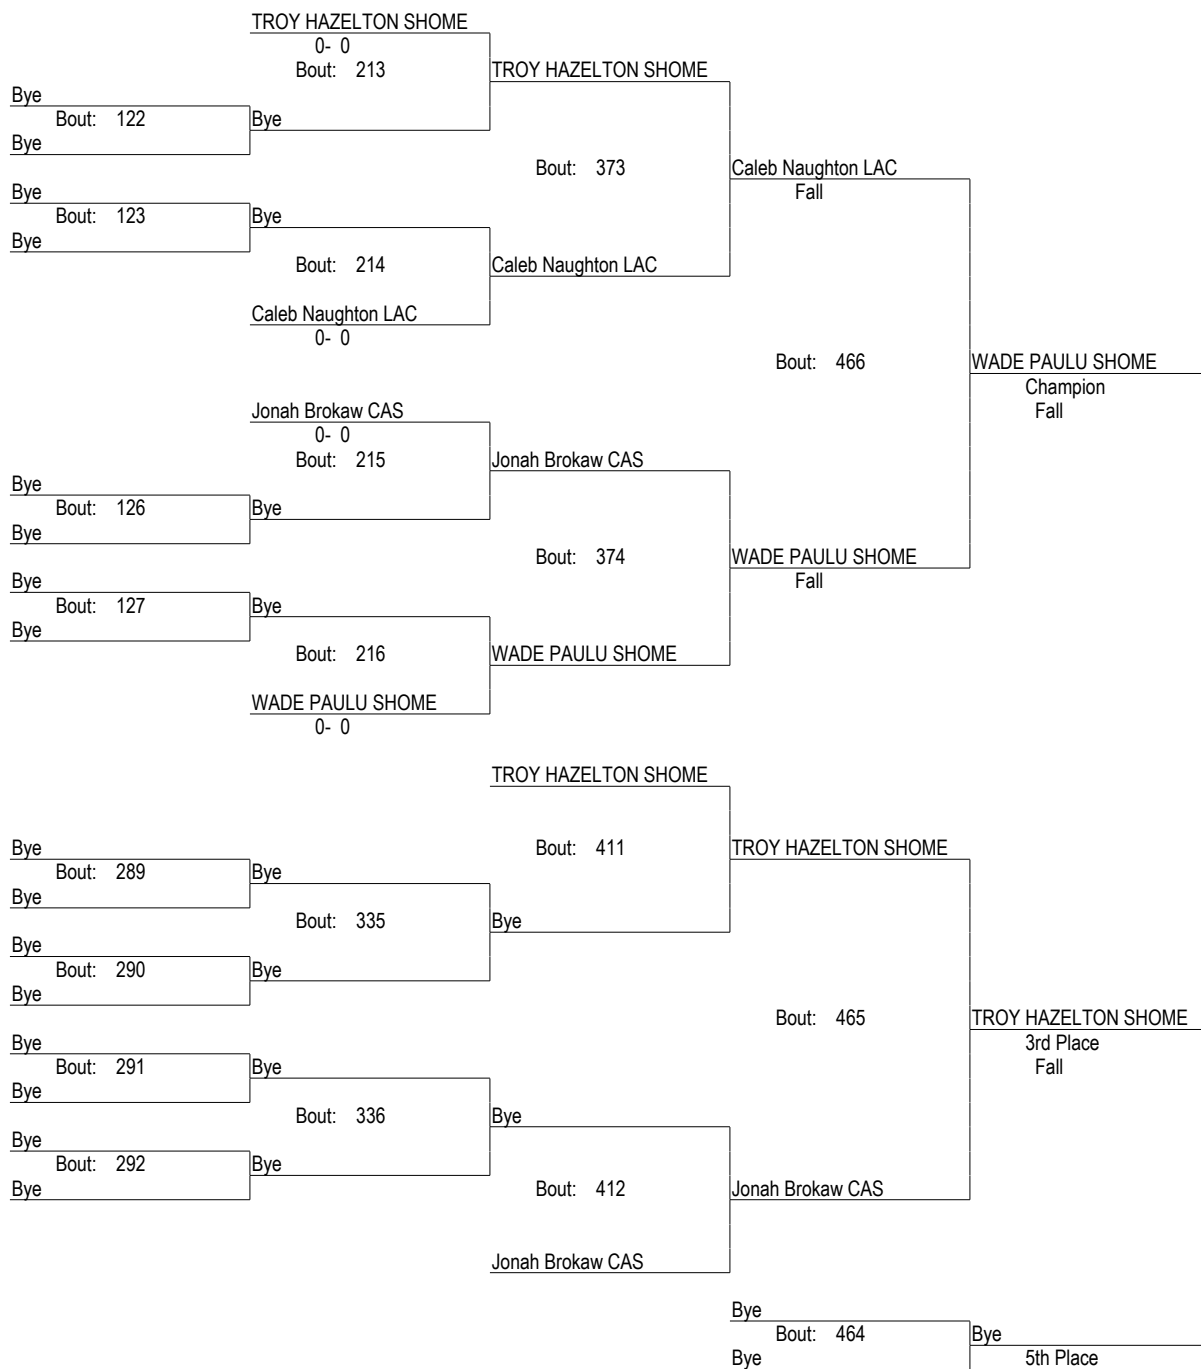 TROY HAZELTON SHOME
0- 0
Bout: 213
TROY HAZELTON SHOME
Bye
Bout: 122
Bye
Bye
Bout: 373
Caleb Naughton LAC
Fall
Bye
Bout: 123
Bye
Bye
Bout: 214
Caleb Naughton LAC
Caleb Naughton LAC
0- 0
Bout: 466
WADE PAULU SHOME
Champion
Fall
Jonah Brokaw CAS
0- 0
Bout: 215
Jonah Brokaw CAS
Bye
Bout: 126
Bye
Bye
Bout: 374
WADE PAULU SHOME
Fall
Bye
Bout: 127
Bye
Bye
Bout: 216
WADE PAULU SHOME
WADE PAULU SHOME
0- 0
TROY HAZELTON SHOME
Bout: 411
TROY HAZELTON SHOME
Bye
Bout: 289
Bye
Bye
Bout: 335
Bye
Bye
Bout: 290
Bye
Bye
Bout: 465
TROY HAZELTON SHOME
3rd Place
Fall
Bye
Bout: 291
Bye
Bye
Bout: 336
Bye
Bye
Bout: 292
Bye
Bye
Bout: 412
Jonah Brokaw CAS
Jonah Brokaw CAS
Bye
Bout: 464
Bye
Bye
5th Place